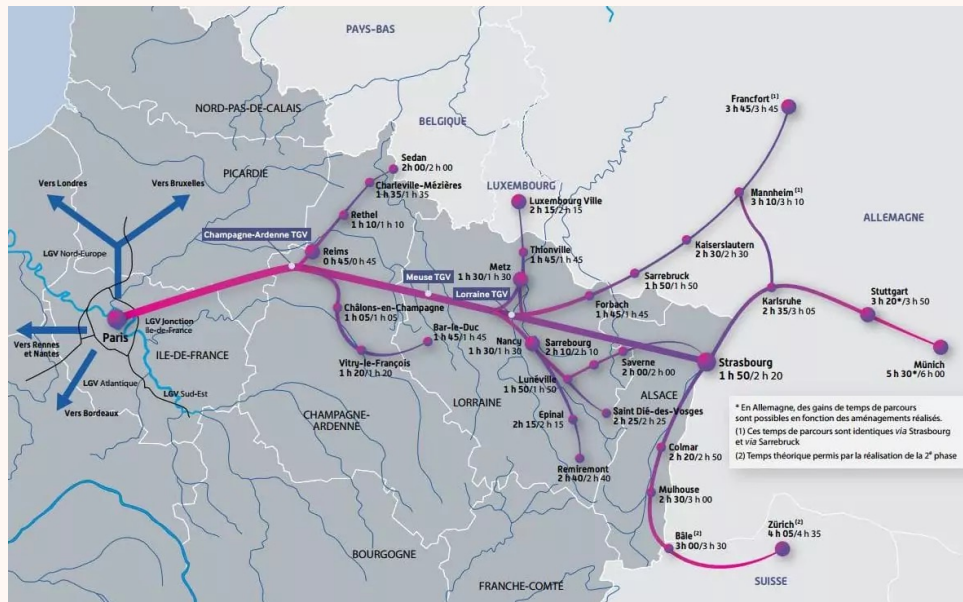 PAYS-BAS
NORD-PAS-DE-CALAIS
BELGIQUE
PICARDIE
LUXEMBOURG
ALLEMAGNE
Vers Londres
Vers Bruxelles
LGV Nord-Europe
Vers Rennes
et Nantes
Paris
LGV Jonction
Ile-de-France
ILE-DE-FRANCE
LGV Atlantique
LGV Sud-Est
Vers Bordeaux
Sedan
2h 00/2 h 00
Charleville-Mézières
1 h 35/1 h 35
Rethel
1 h 10/1 h 10
Champagne-Ardenne TGV
Reims
0 h 45/0 h 45
Châlons-en-Champagne
1 h 05/1 h 05
Bar-le-Duc
1 h 45/1 h 45
Vitry-le-François
1 h 20/1 h 20
CHAMPAGNE-
ARDENNE
Luxembourg Ville
2 h 15/2 h 15
Thionville
1 h 45/1 h 45
Metz
1 h 30/1 h 30
Meuse TGV
Lorraine TGV
Nancy
1 h 30/1 h 30
Sarrebourg
2 h 10/2 h 10
Saverne
2 h 00/2 h 00
Lunéville
1 h 50/1 h 50
LORRAINE
ALSACE
Epinal
2h 15/2 h 15
Saint Dié-des-Vosges
2 h 25/2 h 25
Remiremont
2 h 40/2 h 40
Francfort (1)
3 h 45/3 h 45
Mannheim (1)
3 h 10/3 h 10
Kaiserslautern
2 h 30/2 h 30
Sarrebruck
1 h 50/1 h 50
Forbach
1 h 45/1 h 45
Karlsruhe
2 h 35/3 h 05
Stuttgart
3 h 20*/3 h 50
Münich
5 h 30*/6 h 00
Strasbourg
1 h 50/2 h 20
Colmar
2 h 20/2 h 50
Mulhouse
2 h 30/3 h 00
Bâle (2)
3h 00/3 h 30
Zürich (2)
4 h 05/4 h 35
BOURGOGNE
FRANCHE-COMTÉ
SUISSE
* En Allemagne, des gains de temps de parcours
sont possibles en fonction des aménagements réalisés.
(1) Ces temps de parcours sont identiques via Strasbourg
et via Sarrebruck
(2) Temps théorique permis par la réalisation de la 2e phase